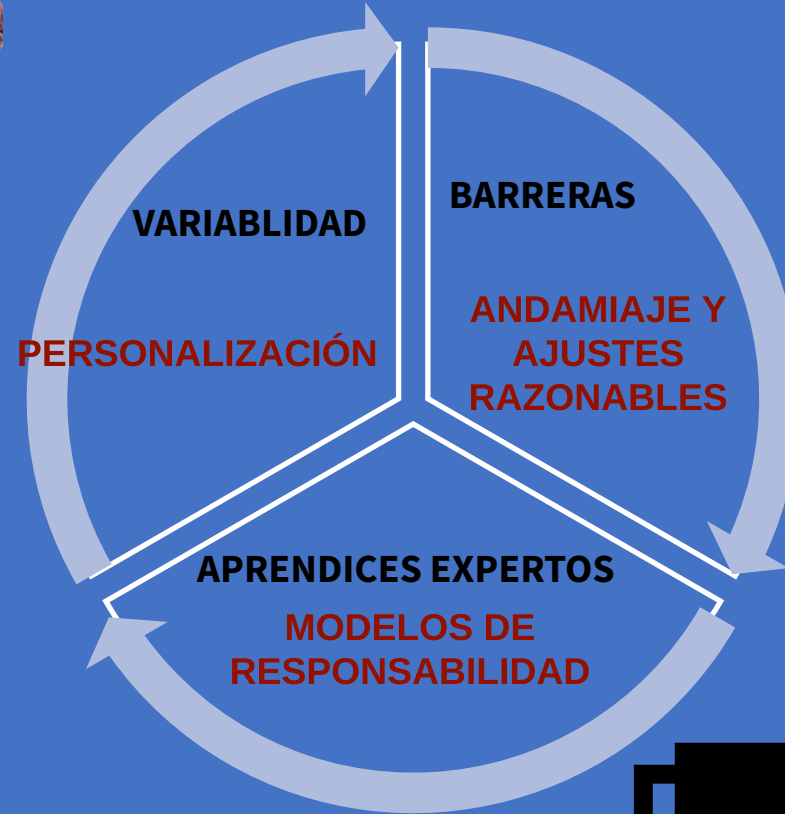 VARIABLIDAD
PERSONALIZACIÓN
BARRERAS
ANDAMIAJE Y
AJUSTES
RAZONABLES
APRENDICES EXPERTOS
MODELOS DE
RESPONSABILIDAD